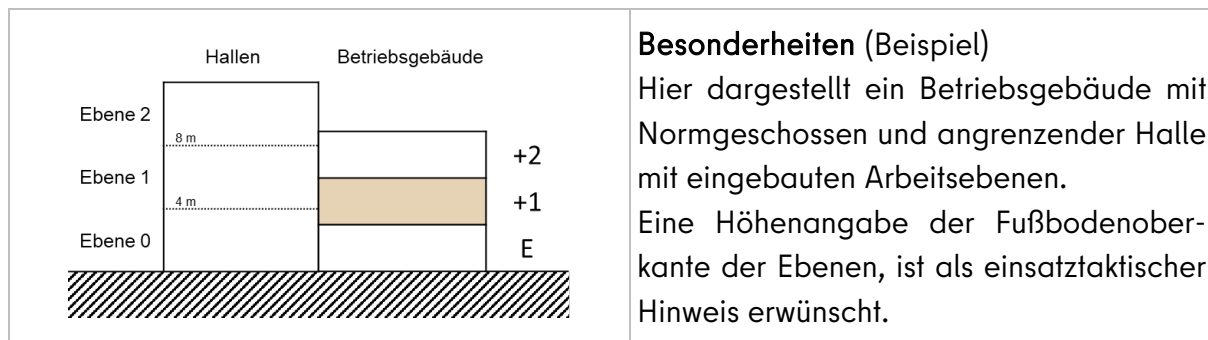 Hallen
Betriebsgebäude
Ebene 2
8 m
+2
Ebene 1
4 m
+1
Ebene 0
E
Besonderheiten (Beispiel)
Hier dargestellt ein Betriebsgebäude mit
Normgeschossen und angrenzender Halle
mit eingebauten Arbeitsebenen.
Eine Höhenangabe der Fußbodenober-
kante der Ebenen, ist als einsatztaktischer
Hinweis erwünscht.